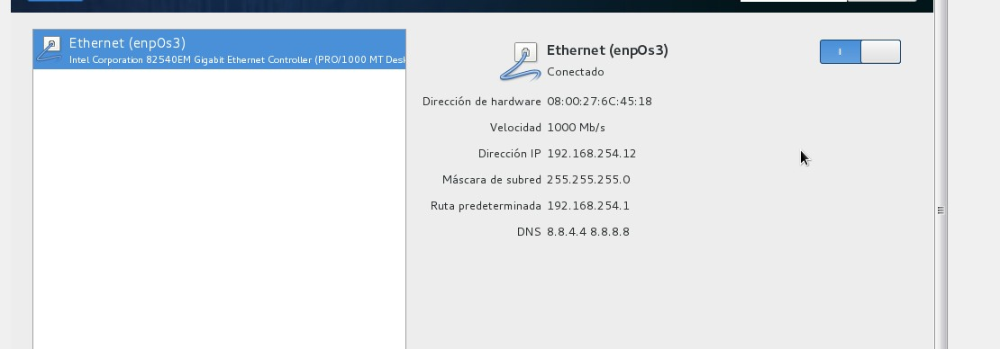 Ethernet (enp0s3)
Intel Corporation 82540EM Gigabit Ethernet Controller (PRO/1000 MT
Ethernet (enp0s3)
Conectado
Dirección de hardware 08:00:27:6C:45:18
Velocidad 1000 Mb/s
Dirección IP 192.168.254.12
Máscara de subred 255.255.255.0
Ruta predeterminada 192.168.254.1
DNS 8.8.4.4 8.8.8.8